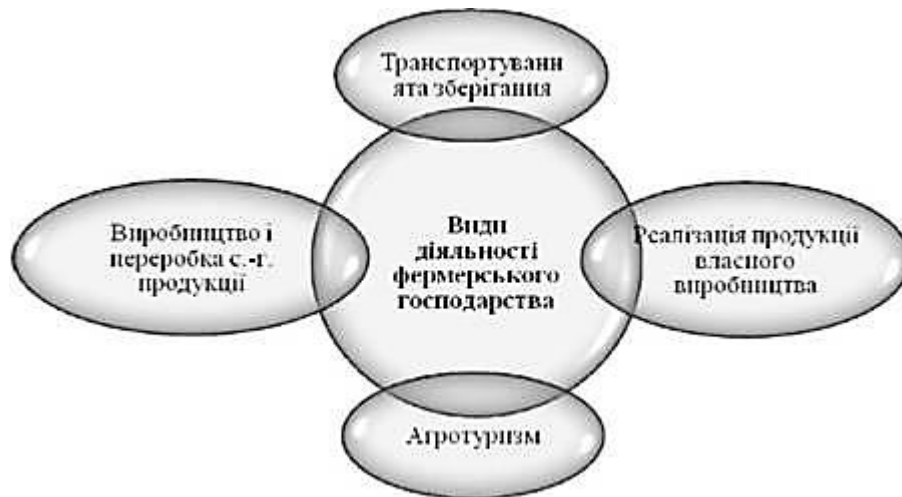 Транспортуванн
ята зберігання
Виробництво і
переробка с.-г.
продукції
Види
діяльності
фермерського
господарства
Реалізація продукції
власного
виробництва
Агротуризм